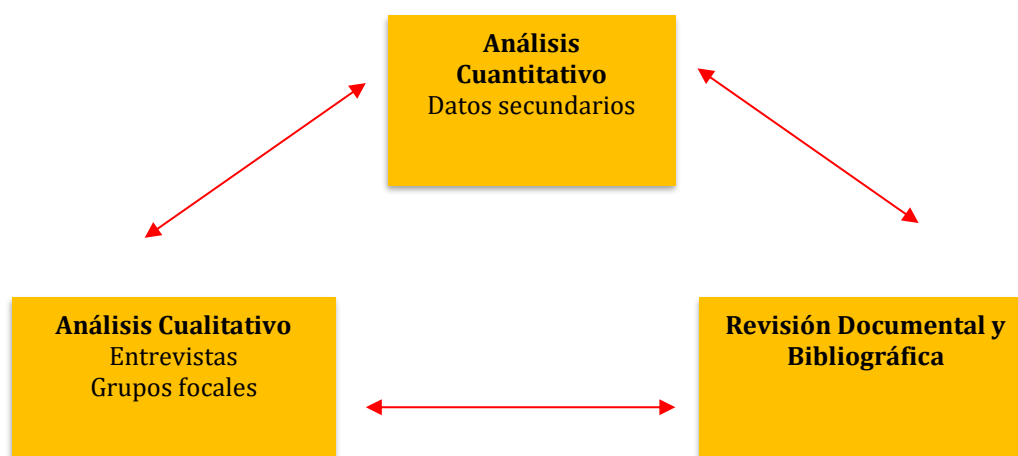 Análisis
Cuantitativo
Datos secundarios
Análisis Cualitativo
Entrevistas
Grupos focales
Revisión Documental y
Bibliográfica